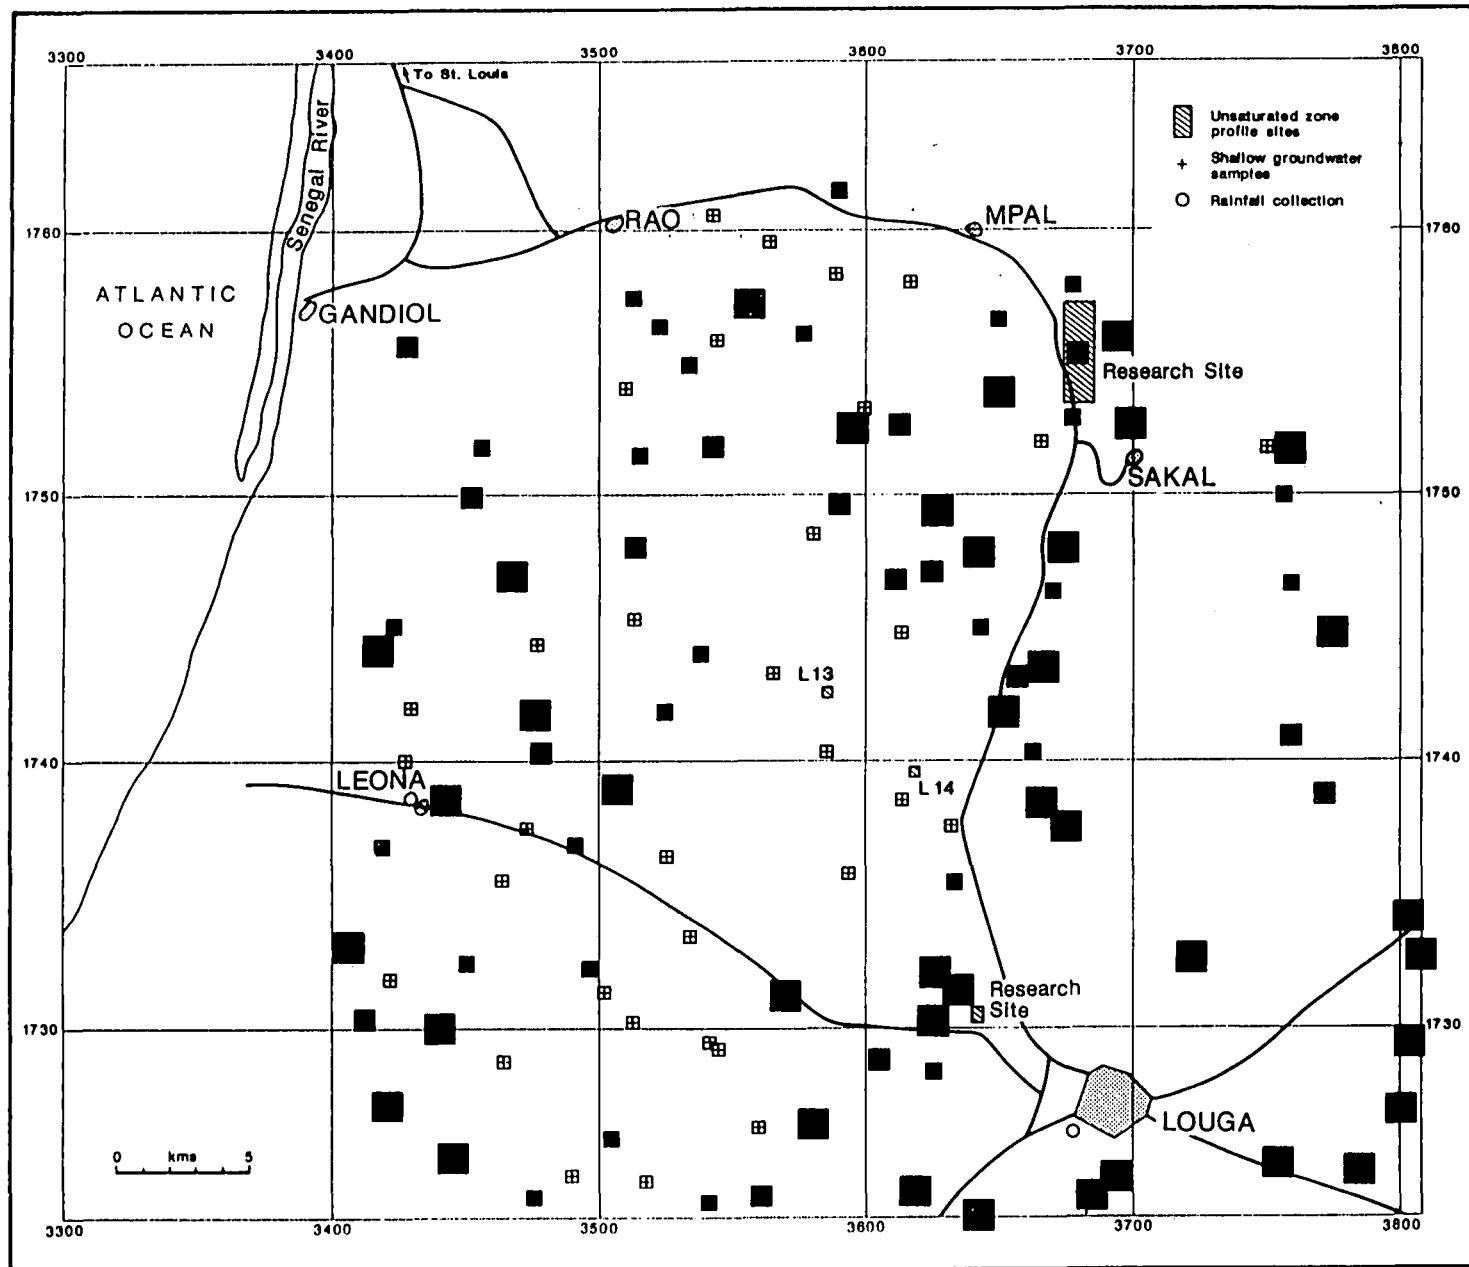 3300 3400 3500 3600 3700 3800
To St. Louis
Unsaturated zone
profile sites
Shallow groundwater
samples
Rainfall collection
Senegal River
RAO
MPAL
1760 1760
ATLANTIC
OCEAN
GANDIOL
Research Site
SAKAL
1750 1750
L13
1740 1740
LEONA
L14
Research
Site
1730 1730
LOUGA
0 kms 5
3300 3400 3500 3600 3700 3800